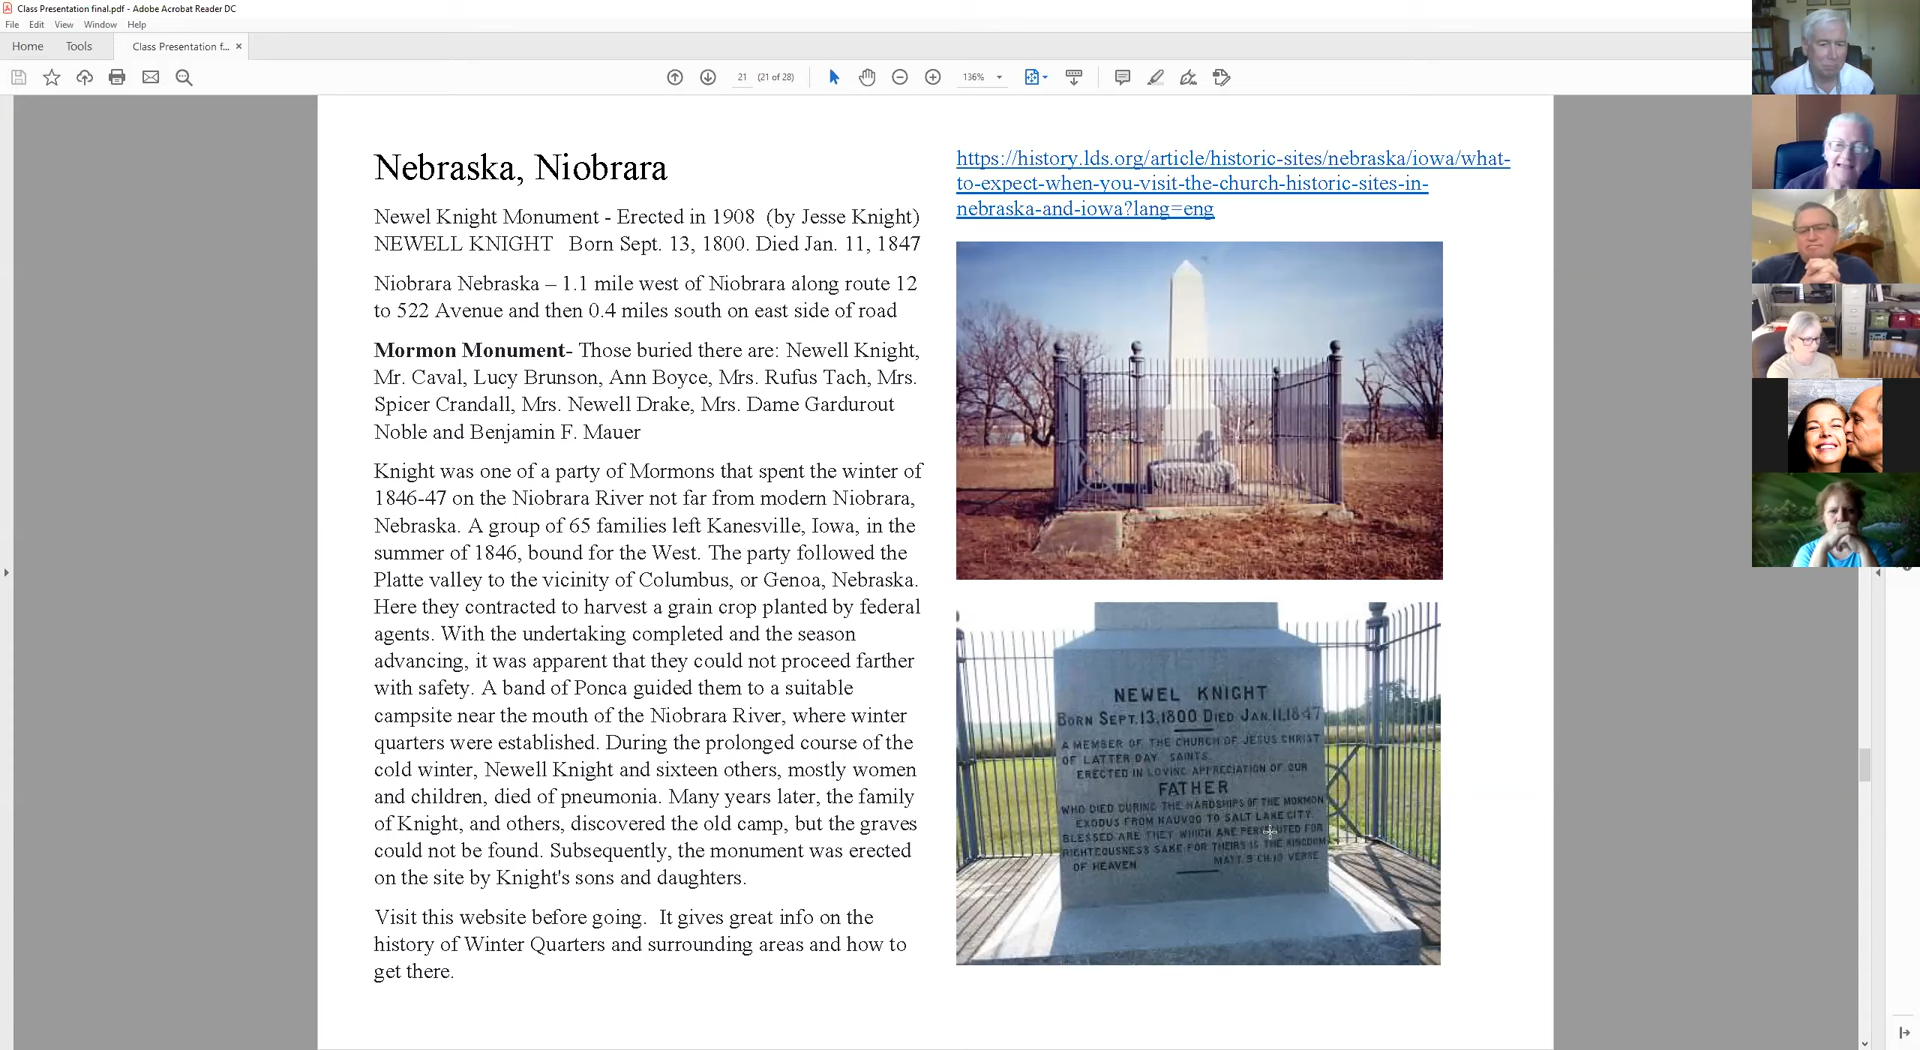 Class Presentation final.pdf - Adobe Acrobat Reader DC
File Edit View Window Help
Home Tools Class Presentation f... ×
21 (21 of 28) 136%
Nebraska, Niobrara
Newel Knight Monument - Erected in 1908 (by Jesse Knight)
NEWELL KNIGHT Born Sept. 13, 1800. Died Jan. 11, 1847
Niobrara Nebraska – 1.1 mile west of Niobrara along route 12
to 522 Avenue and then 0.4 miles south on east side of road
Mormon Monument- Those buried there are: Newell Knight,
Mr. Caval, Lucy Brunson, Ann Boyce, Mrs. Rufus Tach, Mrs.
Spicer Crandall, Mrs. Newell Drake, Mrs. Dame Gardurout
Noble and Benjamin F. Mauer
Knight was one of a party of Mormons that spent the winter of
1846-47 on the Niobrara River not far from modern Niobrara,
Nebraska. A group of 65 families left Kanesville, Iowa, in the
summer of 1846, bound for the West. The party followed the
Platte valley to the vicinity of Columbus, or Genoa, Nebraska.
Here they contracted to harvest a grain crop planted by federal
agents. With the undertaking completed and the season
advancing, it was apparent that they could not proceed farther
with safety. A band of Ponca guided them to a suitable
campsite near the mouth of the Niobrara River, where winter
quarters were established. During the prolonged course of the
cold winter, Newell Knight and sixteen others, mostly women
and children, died of pneumonia. Many years later, the family
of Knight, and others, discovered the old camp, but the graves
could not be found. Subsequently, the monument was erected
on the site by Knight's sons and daughters.
Visit this website before going. It gives great info on the
history of Winter Quarters and surrounding areas and how to
get there.
https://history.lds.org/article/historic-sites/nebraska/iowa/what-
to-expect-when-you-visit-the-church-historic-sites-in-
nebraska-and-iowa?lang=eng
NEWEL KNIGHT
BORN SEPT. 13, 1800 DIED JAN. 11. 1847
A MEMBER OF THE CHURCH OF JESUS CHRIST
OF LATTER DAY SAINTS.
ERECTED IN LOVING APPRECIATION OF OUR
FATHER
WHO DIED DURING THE HARDSHIPS OF THE MORMON
EXODUS FROM NAUVOO TO SALT LAKE CITY.
BLESSED ARE THEY WHICH ARE PERSECUTED FOR
RIGHTEOUSNESS SAKE FOR THEIRS IS THE KINGDOM
OF HEAVEN MATT. 5 CH. 10 VERSE